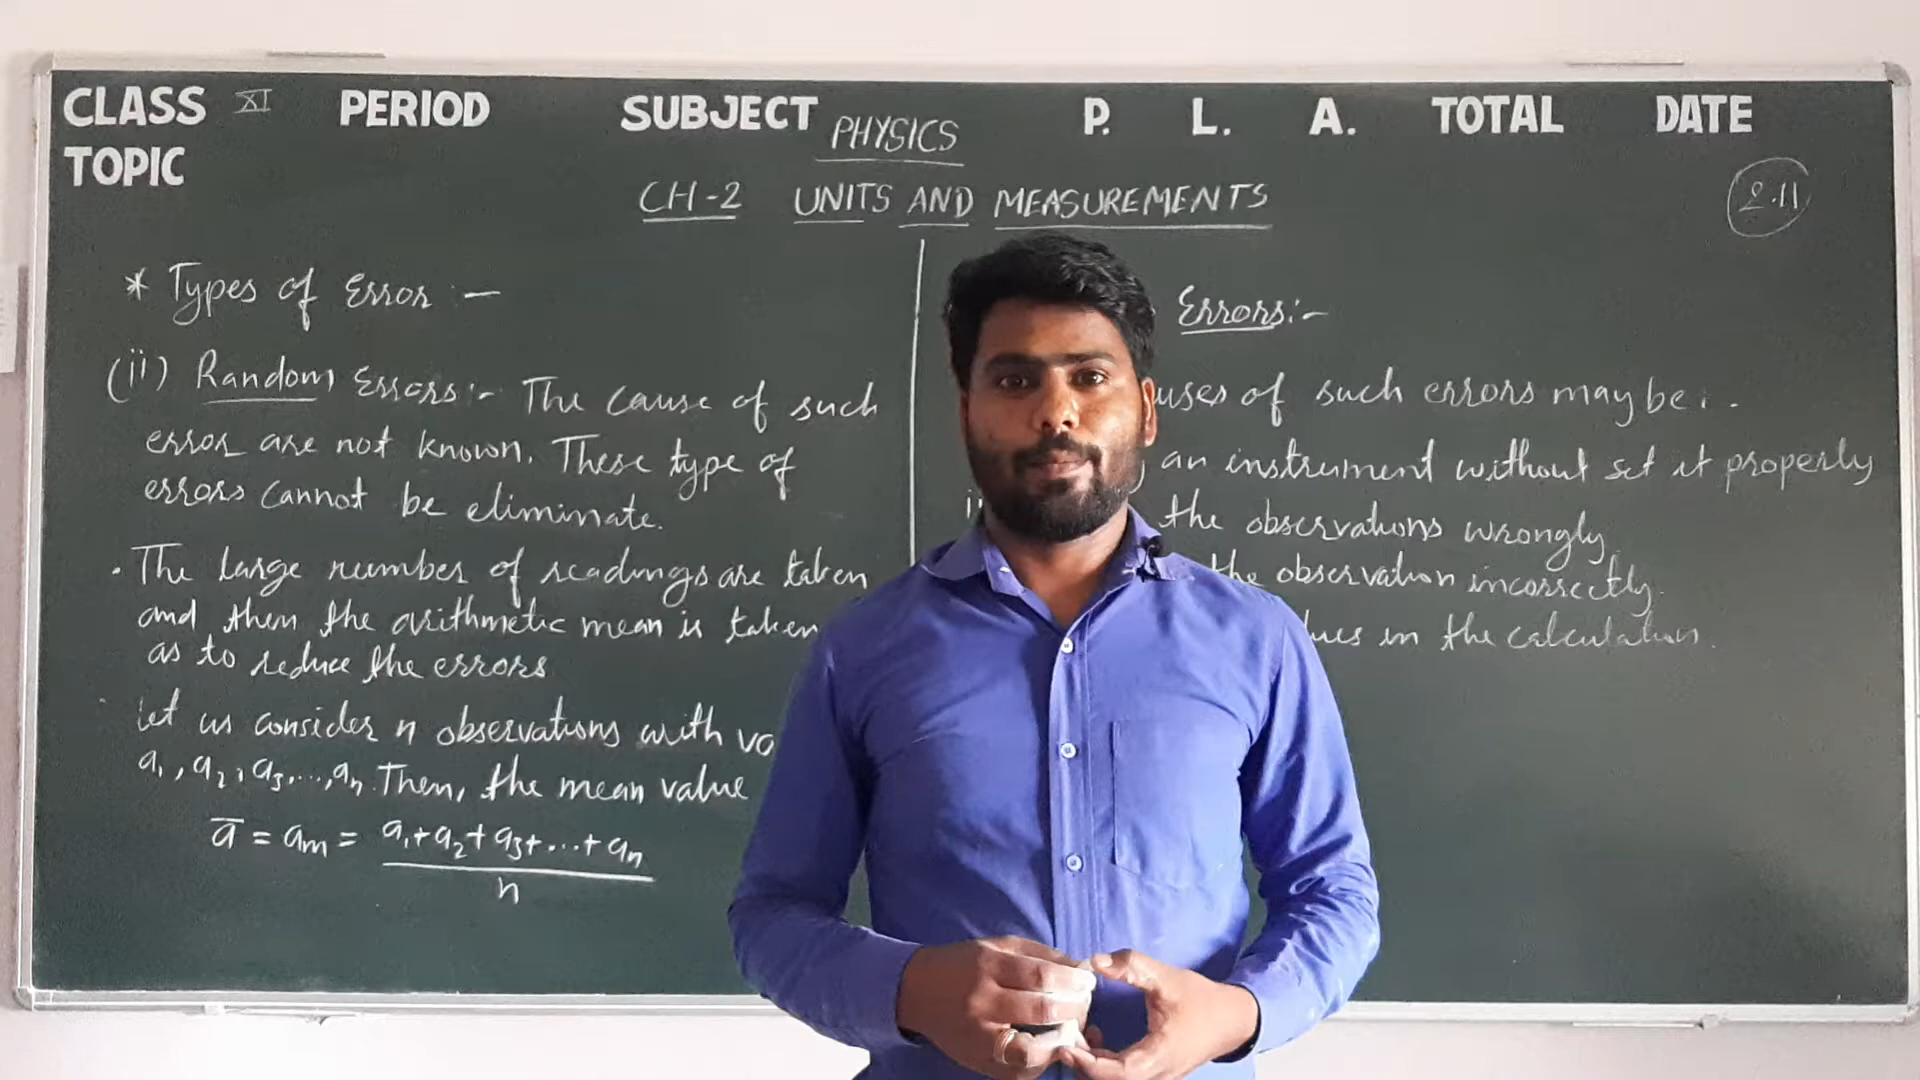 CLASS XI PERIOD SUBJECT PHYSICS P. L. A. TOTAL DATE
TOPIC
CH-2 UNITS AND MEASUREMENTS
2.11
* Types of Error :-
(ii) Random Errors:- The cause of such
error are not known. These type of
errors cannot be eliminate.
. The large number of readings are taken
and then the arithmetic mean is taken
as to reduce the errors
Let us consider n observations with
a₁, a₂, a₃,...., aₙ. Then, the mean value
a̅ = aₘ = a₁+a₂+a₃+...+aₙ
n
Errors:-
of such errors may be:-
an instrument without set it properly
the observations wrongly
the observation incorrectly.
in the calculation.